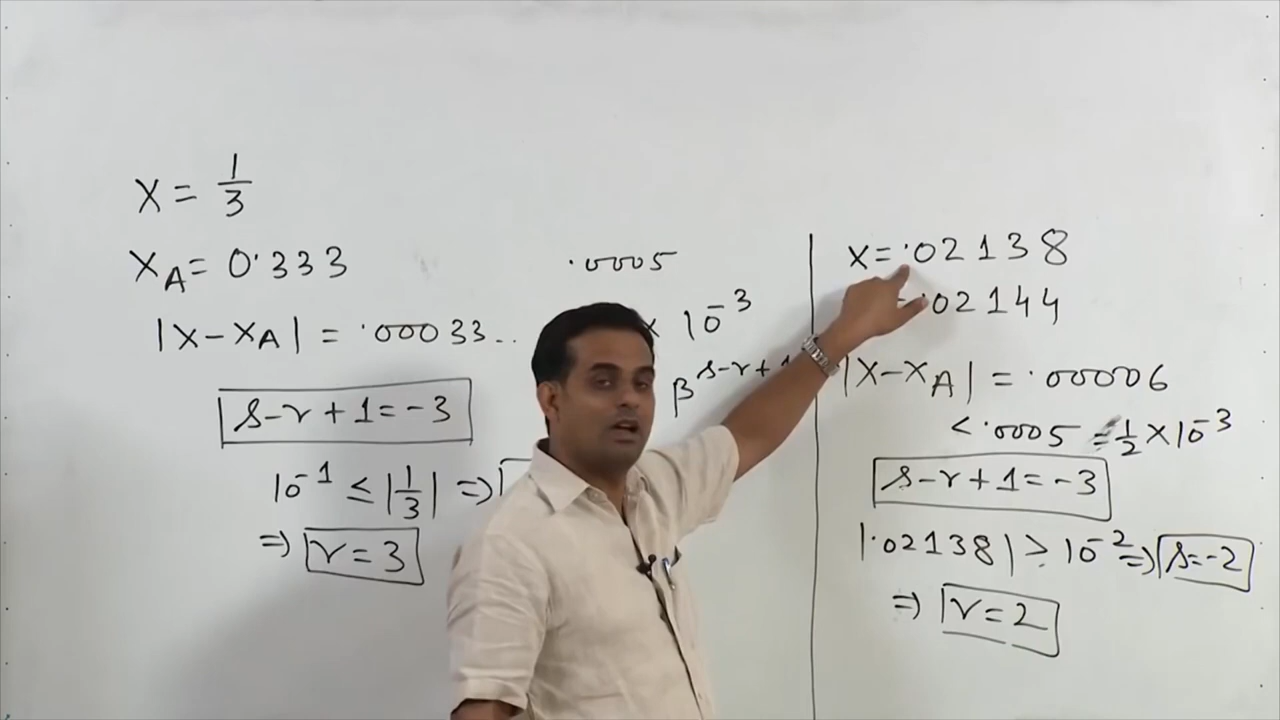 X = 1/3
X_A = 0.333
|X - X_A| = .00033..
s - r + 1 = -3
10^-1 ≤ |1/3| ⇒
⇒ r = 3
.0005
× 10^-3
β^s-r+1
X = .02138
.02144
|X - X_A| = .00006
< .0005 = 1/2 × 10^-3
s - r + 1 = -3
|.02138| ≥ 10^-2 ⇒ s = -2
⇒ r = 2